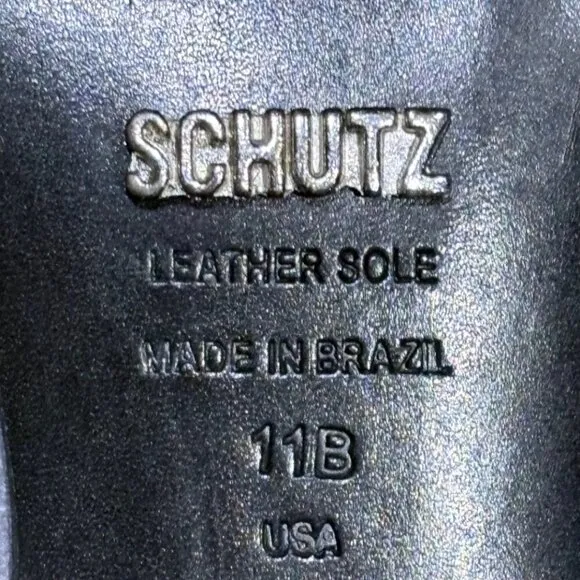 SCHUTZ
LEATHER SOLE
MADE IN BRAZIL
11B
USA